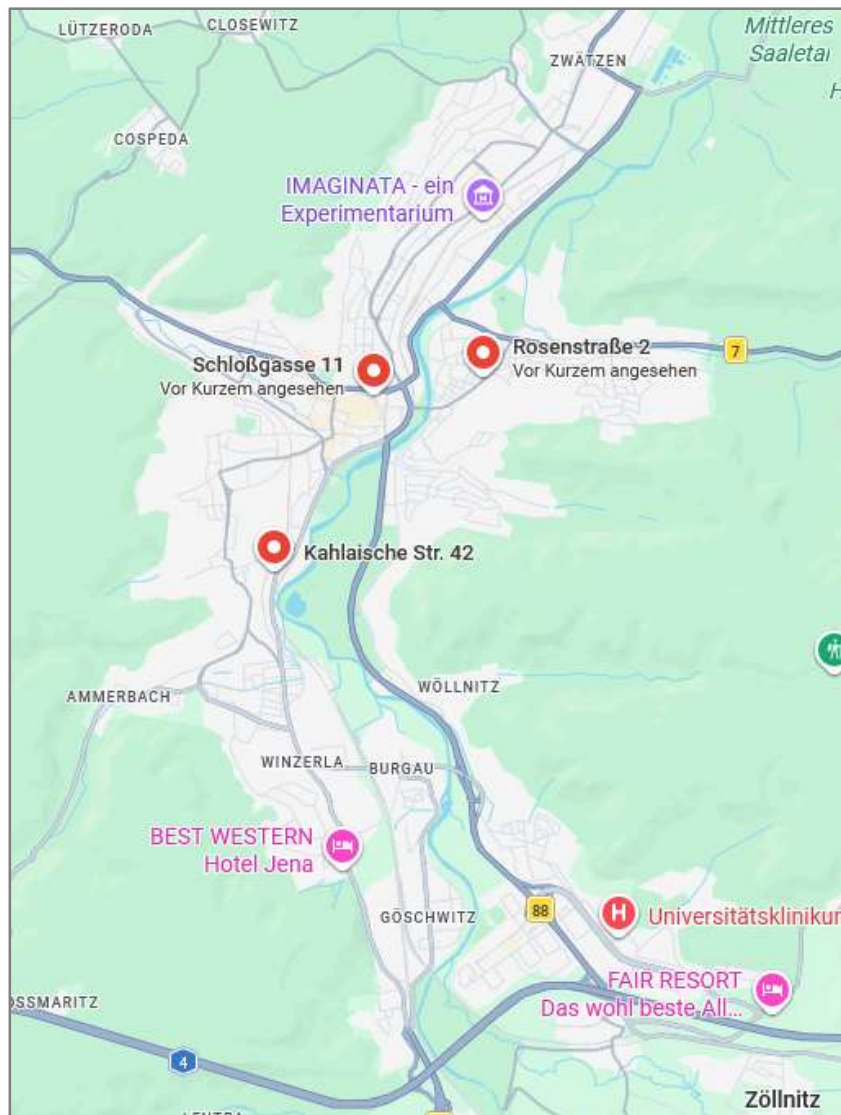 LÜTZERODA
CLOSEWITZ
Mittleres
Saaletal
H
ZWÄTZEN
COSPEDA
IMAGINATA - ein
Experimentarium
Schloßgasse 11
Vor Kurzem angesehen
Rosenstraße 2
Vor Kurzem angesehen
7
Kahlaische Str. 42
AMMERBACH
WÖLLNITZ
WINZERLA
BURGAU
BEST WESTERN
Hotel Jena
GÖSCHWITZ
88
H
Universitätsklinikum
FAIR RESORT
Das wohl beste All...
OSSMARITZ
4
Zöllnitz
LEUTRA